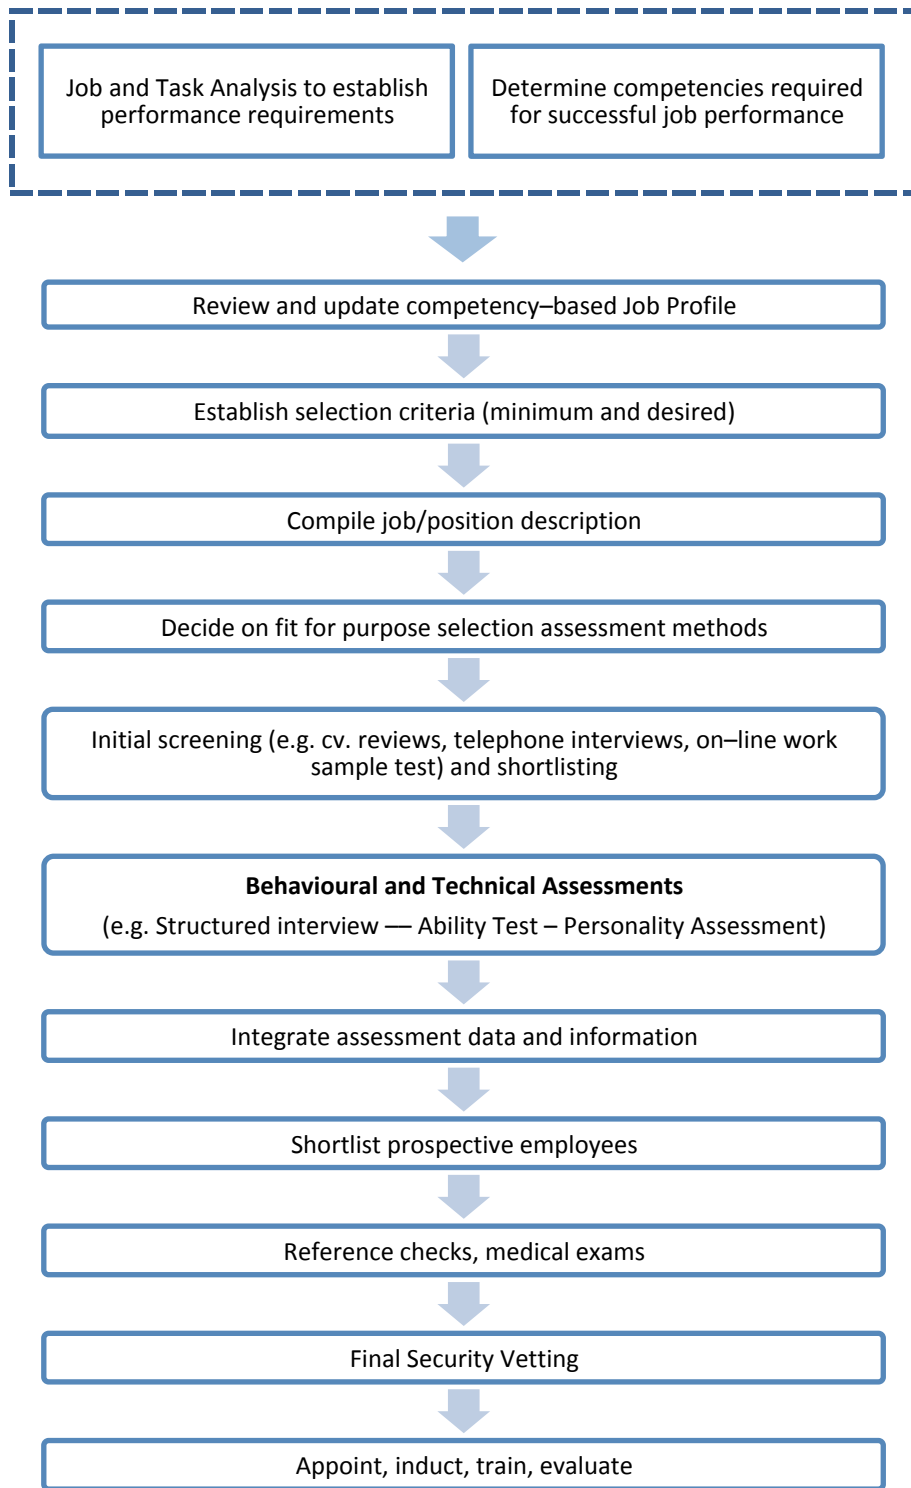 Job and Task Analysis to establish
performance requirements
Determine competencies required
for successful job performance
Review and update competency–based Job Profile
Establish selection criteria (minimum and desired)
Compile job/position description
Decide on fit for purpose selection assessment methods
Initial screening (e.g. cv. reviews, telephone interviews, on–line work
sample test) and shortlisting
Behavioural and Technical Assessments
(e.g. Structured interview –– Ability Test – Personality Assessment)
Integrate assessment data and information
Shortlist prospective employees
Reference checks, medical exams
Final Security Vetting
Appoint, induct, train, evaluate